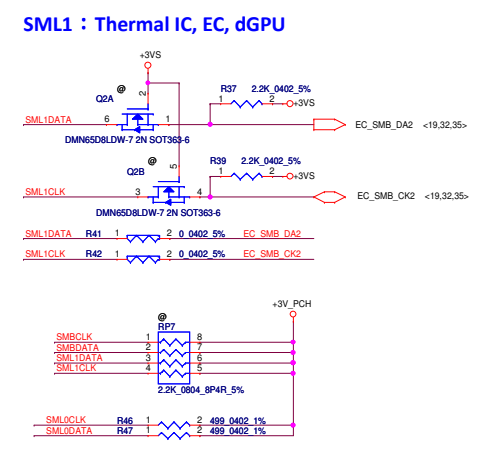 SML1：Thermal IC, EC, dGPU
+3VS
@
Q2A
2
R37 2.2K_0402_5%
1 2 +3VS
SML1DATA 6 1 EC_SMB_DA2 <19,32,35>
DMN65D8LDW-7 2N SOT363-6
@
Q2B
5
R39 2.2K_0402_5%
1 2 +3VS
SML1CLK 3 4 EC_SMB_CK2 <19,32,35>
DMN65D8LDW-7 2N SOT363-6
SML1DATA R41 1 2 0_0402_5% EC_SMB_DA2
SML1CLK R42 1 2 0_0402_5% EC_SMB_CK2
+3V_PCH
@
RP7
SMBCLK 1 8
SMBDATA 2 7
SML1DATA 3 6
SML1CLK 4 5
2.2K_0804_8P4R_5%
SML0CLK R46 1 2 499_0402_1%
SML0DATA R47 1 2 499_0402_1%